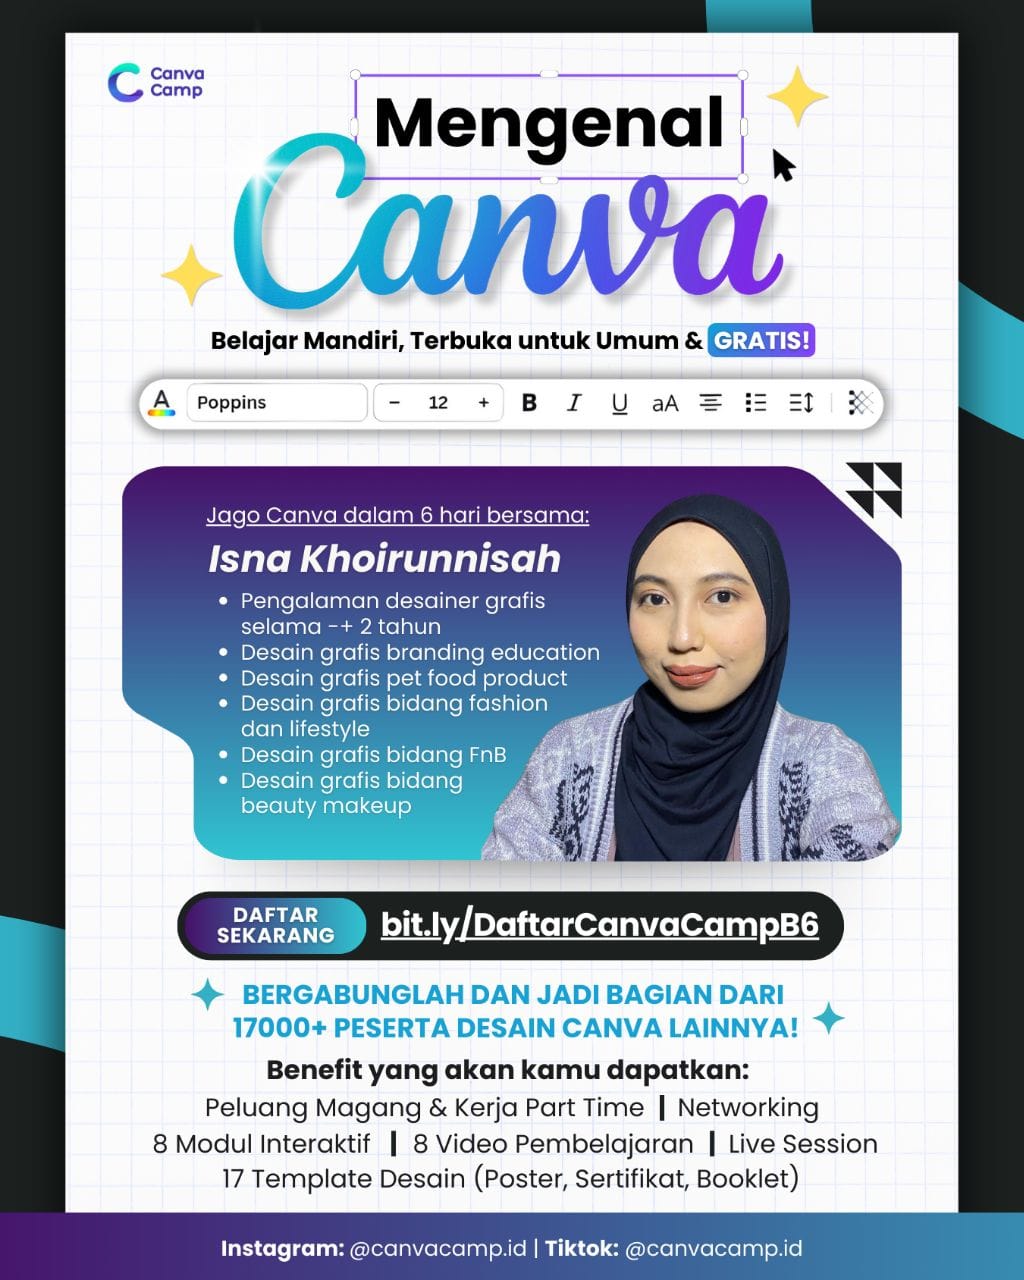 Canva
Camp
Mengenal
Canva
Belajar Mandiri, Terbuka untuk Umum & GRATIS!
A Poppins - 12 + B I U aA
Jago Canva dalam 6 hari bersama:
Isna Khoirunnisah
• Pengalaman desainer grafis
selama -+ 2 tahun
• Desain grafis branding education
• Desain grafis pet food product
• Desain grafis bidang fashion
dan lifestyle
• Desain grafis bidang FnB
• Desain grafis bidang
beauty makeup
DAFTAR
SEKARANG
bit.ly/DaftarCanvaCampB6
BERGABUNGLAH DAN JADI BAGIAN DARI
17000+ PESERTA DESAIN CANVA LAINNYA!
Benefit yang akan kamu dapatkan:
Peluang Magang & Kerja Part Time | Networking
8 Modul Interaktif | 8 Video Pembelajaran | Live Session
17 Template Desain (Poster, Sertifikat, Booklet)
Instagram: @canvacamp.id | Tiktok: @canvacamp.id